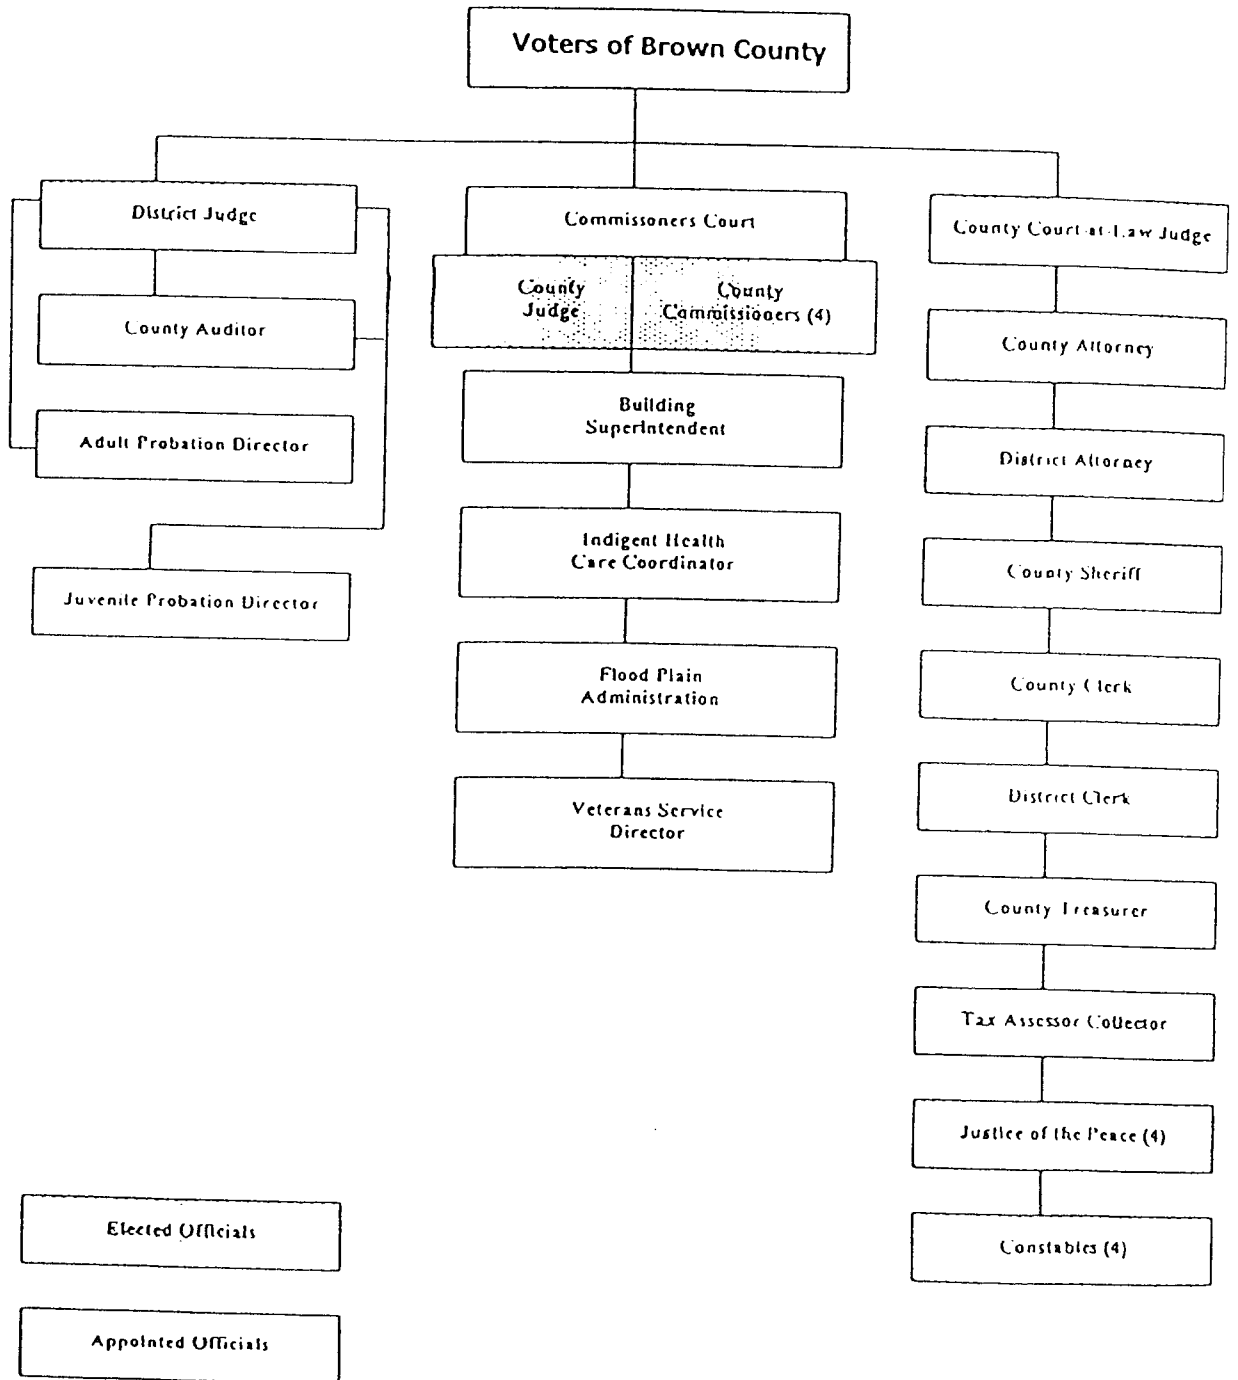 Voters of Brown County
District Judge
County Auditor
Adult Probation Director
Juvenile Probation Director
Commissoners Court
County
Judge
County
Commissioners (4)
Building
Superintendent
Indigent Health
Care Coordinator
Flood Plain
Administration
Veterans Service
Director
County Court-at-Law Judge
County Attorney
District Attorney
County Sheriff
County Clerk
District Clerk
County Treasurer
Tax Assessor Collector
Justice of the Peace (4)
Constables (4)
Elected Officials
Appointed Officials